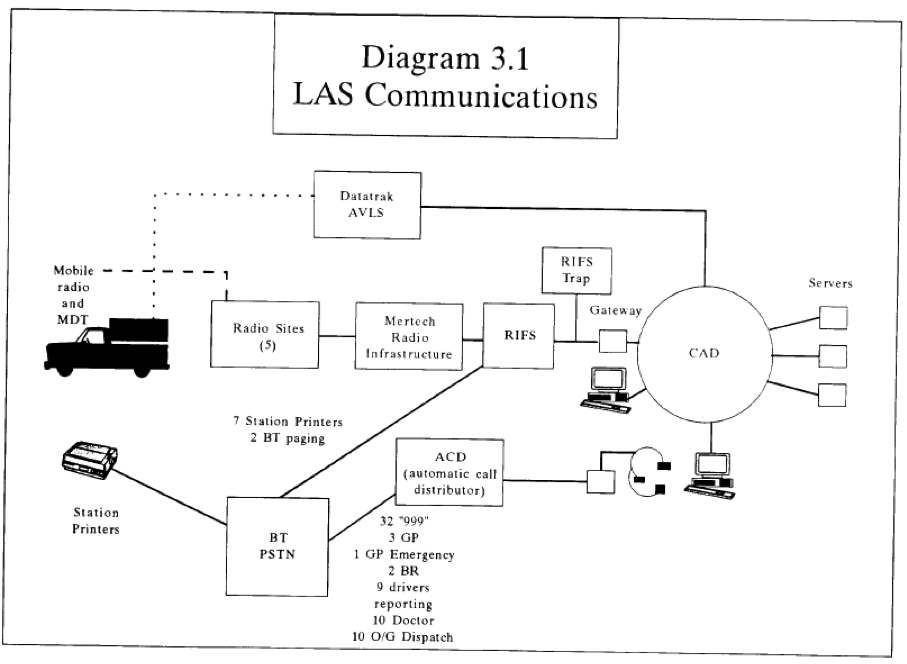 Diagram 3.1
LAS Communications
Datatrak
AVLS
Mobile
radio
and
MDT
RIFS
Trap
Servers
Gateway
Radio Sites
(5)
Mertech
Radio
Infrastructure
RIFS
CAD
7 Station Printers
2 BT paging
ACD
(automatic call
distributor)
Station
Printers
BT
PSTN
32 "999"
3 GP
1 GP Emergency
2 BR
9 drivers
reporting
10 Doctor
10 O/G Dispatch